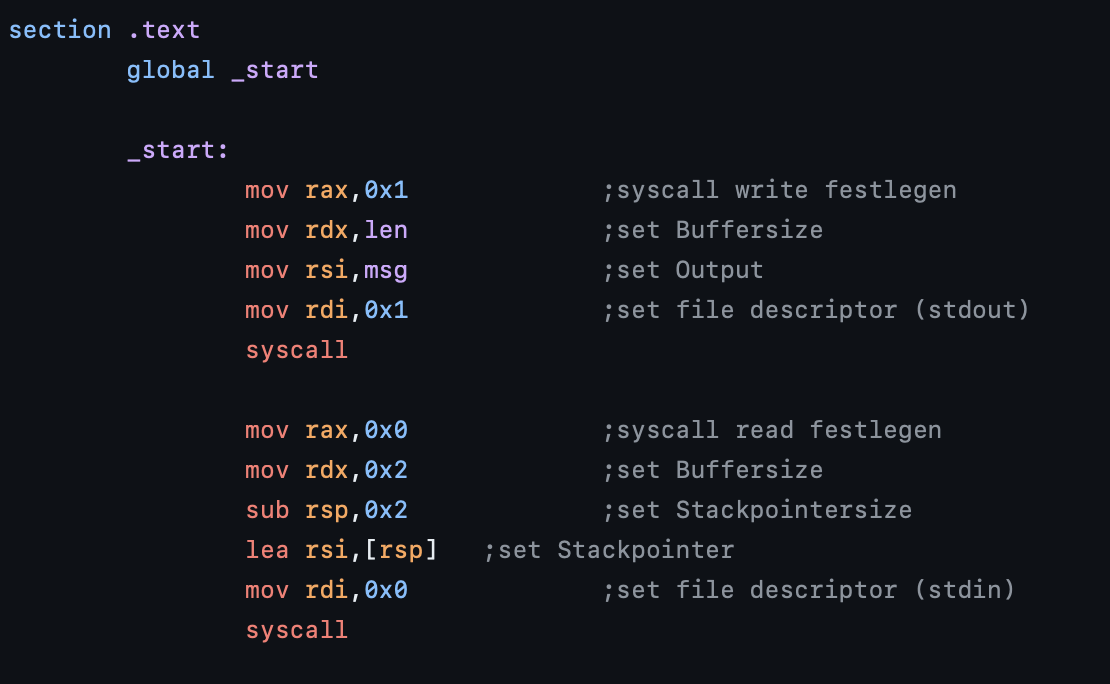 section .text
global _start
_start:
mov rax,0x1 ;syscall write festlegen
mov rdx,len ;set Buffersize
mov rsi,msg ;set Output
mov rdi,0x1 ;set file descriptor (stdout)
syscall
mov rax,0x0 ;syscall read festlegen
mov rdx,0x2 ;set Buffersize
sub rsp,0x2 ;set Stackpointersize
lea rsi,[rsp] ;set Stackpointer
mov rdi,0x0 ;set file descriptor (stdin)
syscall